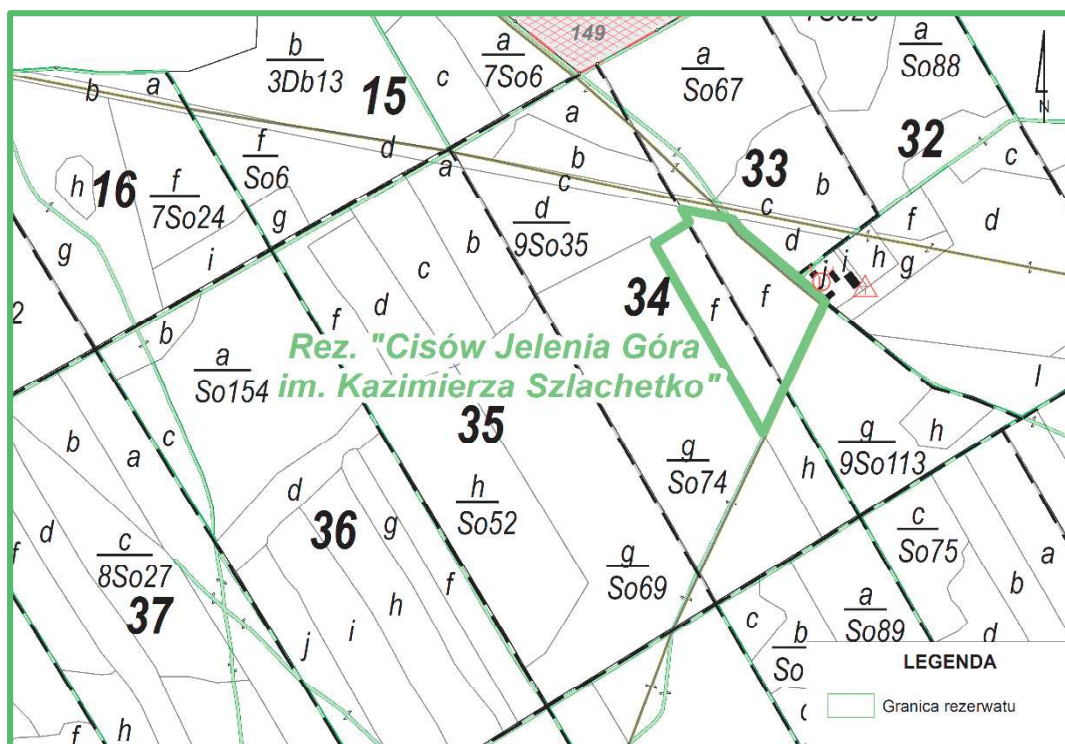 149
b
3Db13
a
7So6
a
So67
a
So88
b
a
15
c
a
32
f
So6
d
a
b
c
33
c
16
f
7So24
h
g
d
9So35
b
c
b
f
d
d
h
g
i
j
g
i
c
d
34
f
f
b
f
Rez. "Cisów Jelenia Góra
im. Kazimierza Szlachetko"
a
So154
l
b
a
c
35
g
So74
h
g
9So113
h
d
h
So52
c
So75
d
c
8So27
36
g
f
h
g
So69
a
b
f
37
j
i
c
b
So
a
So89
d
h
f
LEGENDA
Granica rezerwatu
N